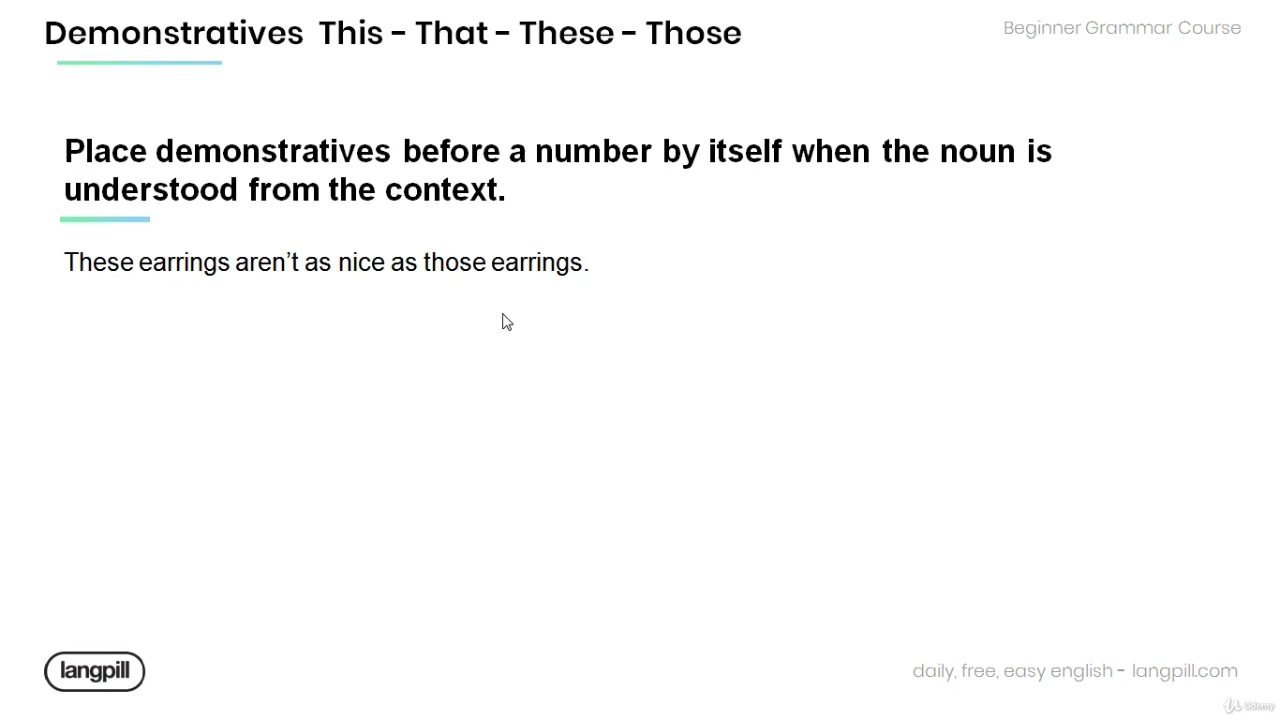 Demonstratives This - That - These - Those
Beginner Grammar Course
Place demonstratives before a number by itself when the noun is
understood from the context.
These earrings aren’t as nice as those earrings.
langpill
daily, free, easy english - langpill.com
Udemy